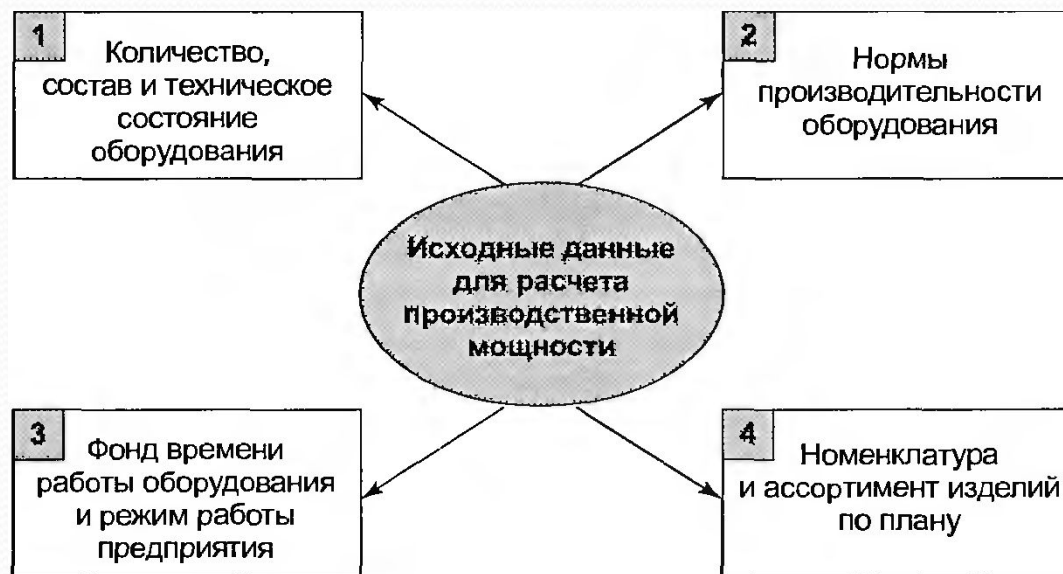 1
Количество,
состав и техническое
состояние
оборудования
2
Нормы
производительности
оборудования
Исходные данные
для расчета
производственной
мощности
3
Фонд времени
работы оборудования
и режим работы
предприятия
4
Номенклатура
и ассортимент изделий
по плану